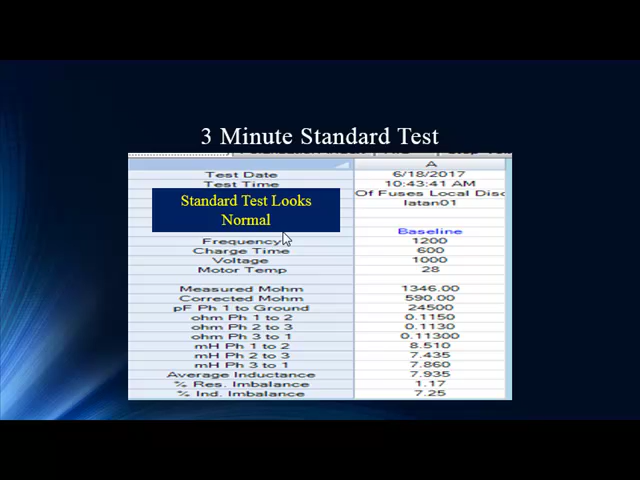 3 Minute Standard Test
A
Test Date 6/18/2017
Test Time 10:43:41 AM
Of Fuses Local Disc
Standard Test Looks
Normal
latan01
Baseline
Frequency 1200
Charge Time 600
Voltage 1000
Motor Temp 28
Measured Mohm 1346.00
Corrected Mohm 590.00
pF Ph 1 to Ground 24500
ohm Ph 1 to 2 0.1150
ohm Ph 2 to 3 0.1130
ohm Ph 3 to 1 0.11300
mH Ph 1 to 2 8.510
mH Ph 2 to 3 7.435
mH Ph 3 to 1 7.860
Average Inductance 7.935
% Res. Imbalance 1.17
% Ind. Imbalance 7.25